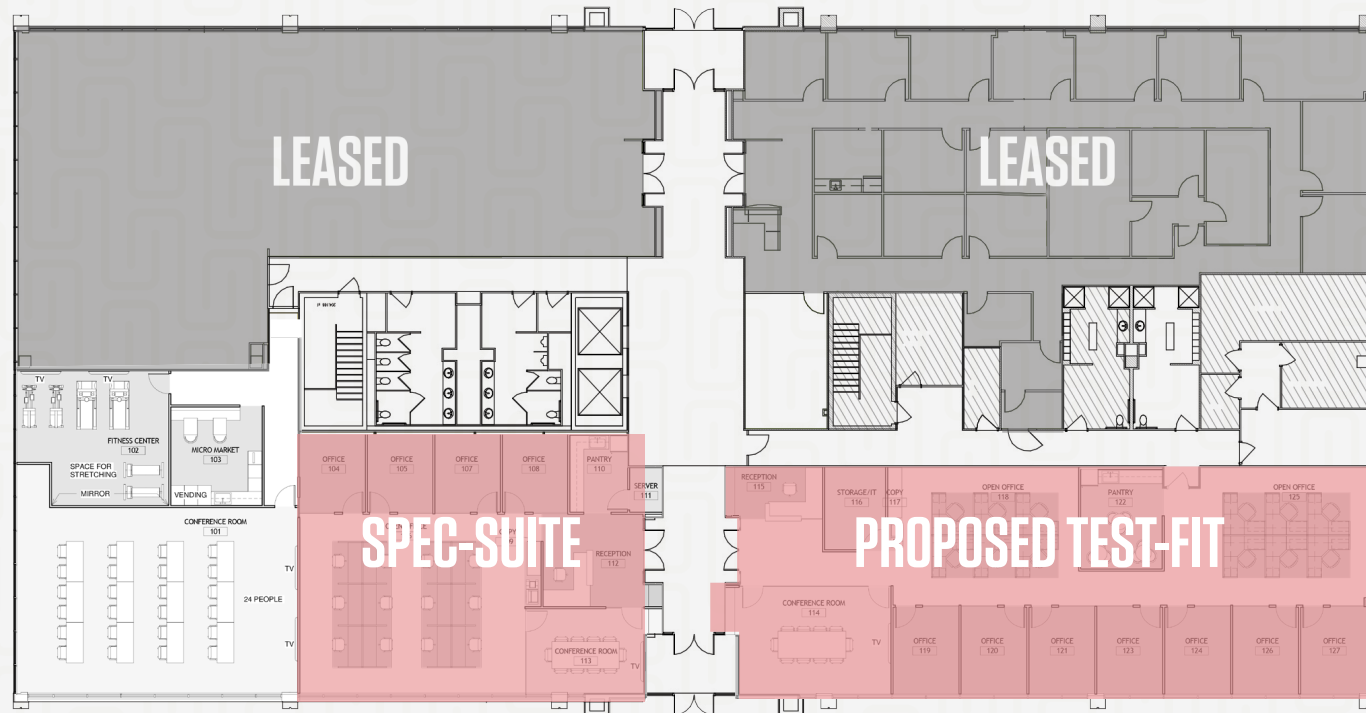 LEASED
LEASED
TV
TV
FITNESS CENTER
102
SPACE FOR
STRETCHING
MIRROR
MICRO MARKET
103
VENDING
CONFERENCE ROOM
101
24 PEOPLE
TV
TV
OFFICE
104
OFFICE
105
OFFICE
107
OFFICE
108
PANTRY
110
SERVER
111
SPEC-SUITE
RECEPTION
112
CONFERENCE ROOM
113
TV
RECEPTION
115
STORAGE/IT
116
COPY
117
OPEN OFFICE
118
PANTRY
122
OPEN OFFICE
125
PROPOSED TEST-FIT
CONFERENCE ROOM
114
TV
OFFICE
119
OFFICE
120
OFFICE
121
OFFICE
123
OFFICE
124
OFFICE
126
OFFICE
127